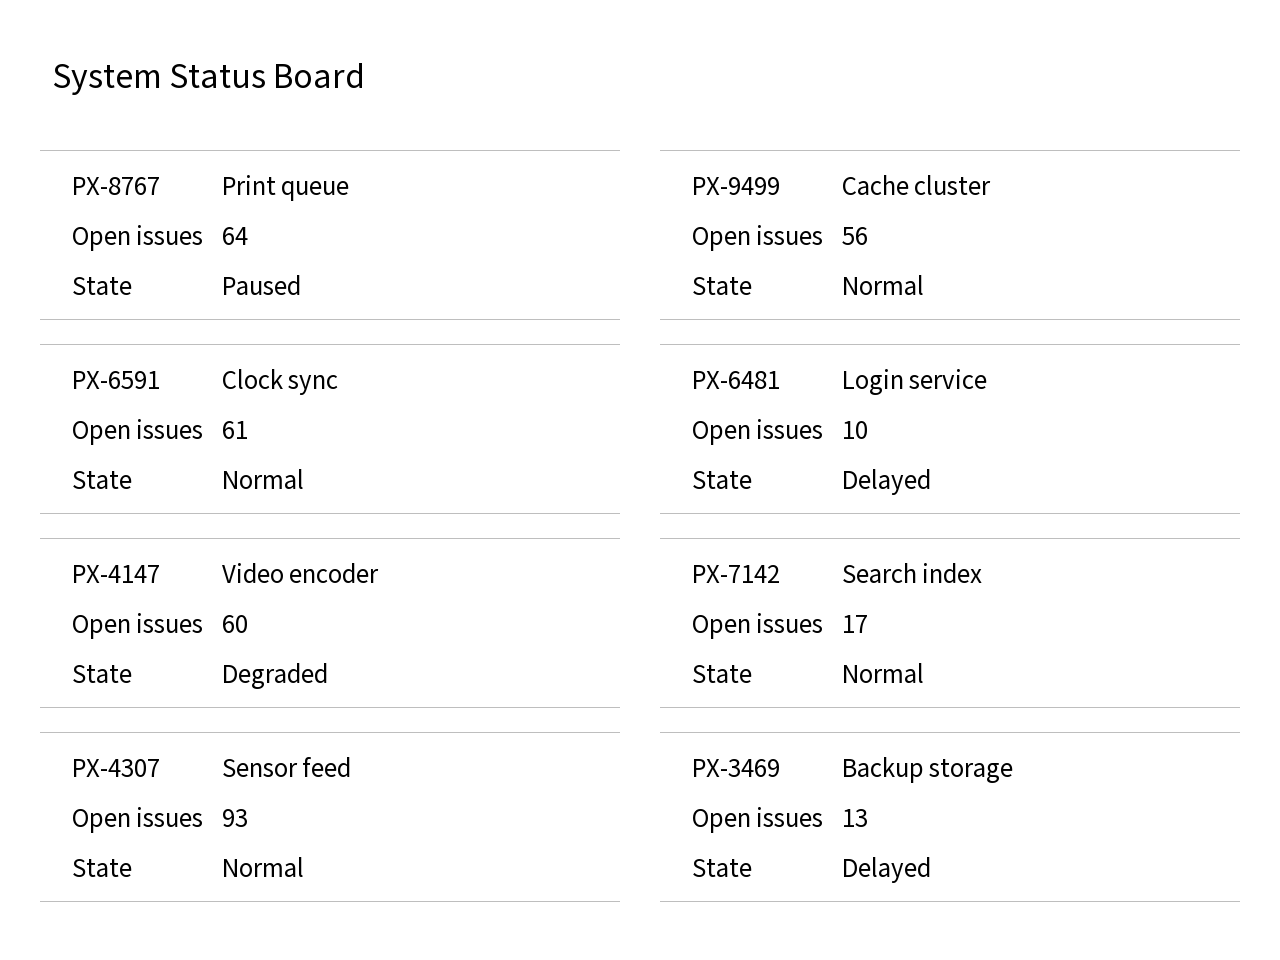 System Status Board
PX-8767 Print queue
Open issues 64
State Paused
PX-9499 Cache cluster
Open issues 56
State Normal
PX-6591 Clock sync
Open issues 61
State Normal
PX-6481 Login service
Open issues 10
State Delayed
PX-4147 Video encoder
Open issues 60
State Degraded
PX-7142 Search index
Open issues 17
State Normal
PX-4307 Sensor feed
Open issues 93
State Normal
PX-3469 Backup storage
Open issues 13
State Delayed